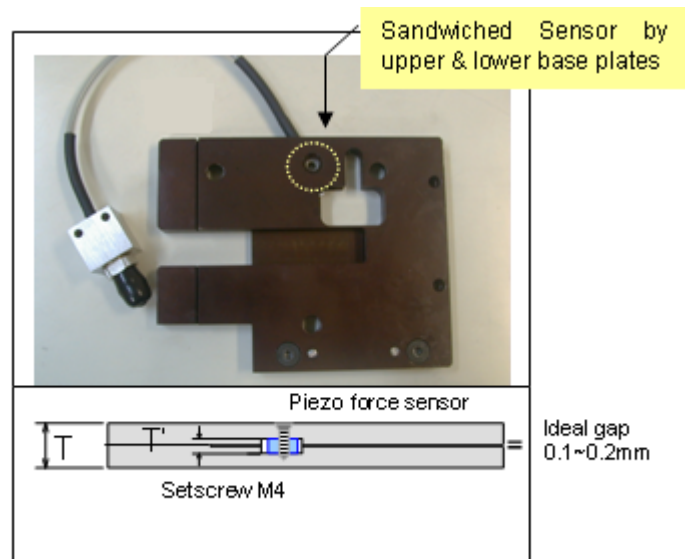 Sandwiched Sensor by
upper & lower base plates
Piezo force sensor
T
T'
=
Ideal gap
0.1~0.2mm
Setscrew M4